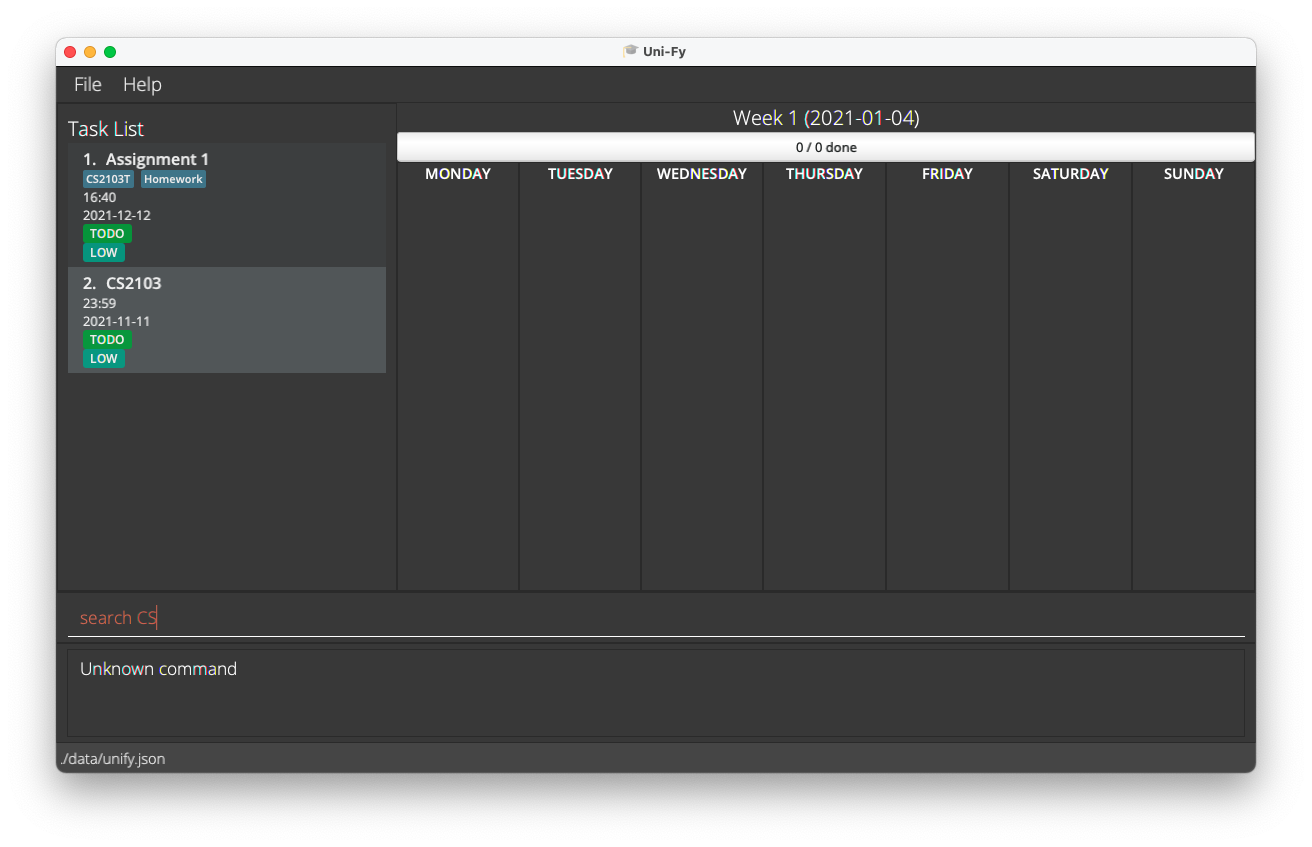 Uni-Fy
File Help
Task List
1. Assignment 1
CS2103T Homework
16:40
2021-12-12
TODO
LOW
2. CS2103
23:59
2021-11-11
TODO
LOW
Week 1 (2021-01-04)
0 / 0 done
MONDAY TUESDAY WEDNESDAY THURSDAY FRIDAY SATURDAY SUNDAY
search CS
Unknown command
./data/unify.json